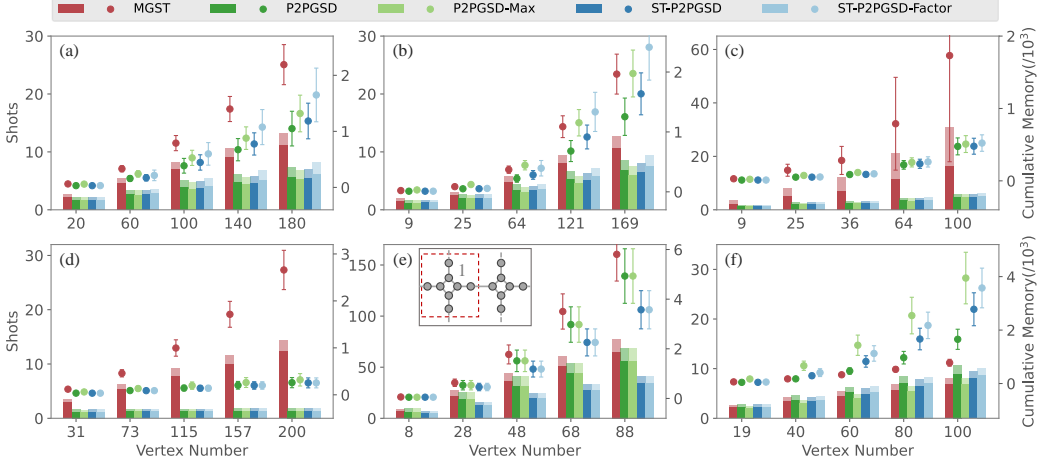 MGST P2PGSD P2PGSD-Max ST-P2PGSD ST-P2PGSD-Factor
(a)
Shots
30
20
10
0
2
1
0
20 60 100 140 180
(b)
30
20
10
0
2
1
0
9 25 64 121 169
(c)
60
40
20
0
2
1
0
Cumulative Memory(/10³)
9 25 36 64 100
(d)
Shots
30
20
10
0
3
2
1
0
31 73 115 157 200
Vertex Number
(e)
1
150
100
50
0
6
4
2
0
8 28 48 68 88
Vertex Number
(f)
30
20
10
0
4
2
0
Cumulative Memory(/10³)
19 40 60 80 100
Vertex Number